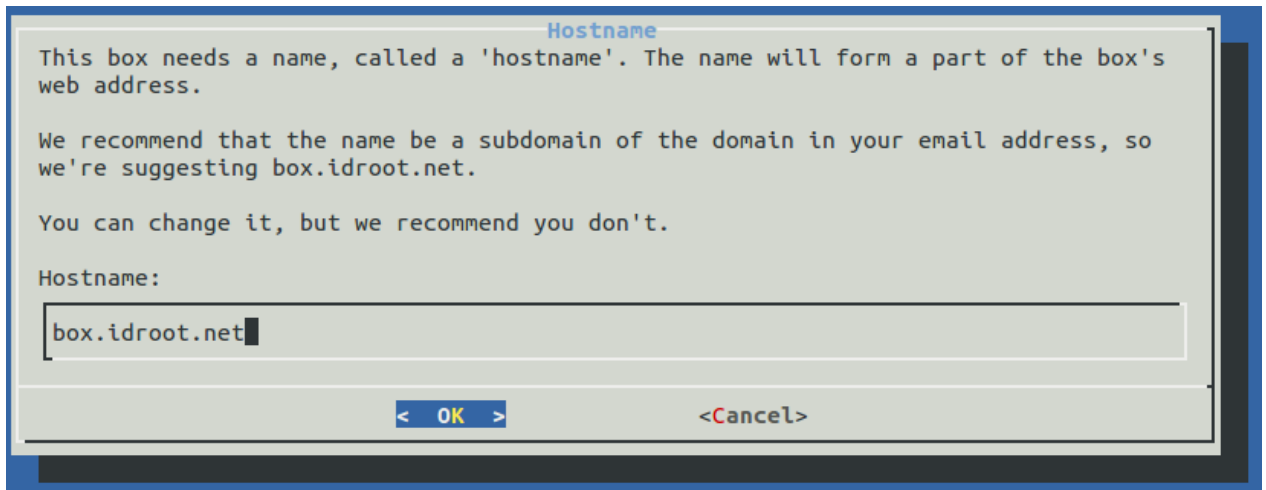 Hostname
This box needs a name, called a 'hostname'. The name will form a part of the box's
web address.
We recommend that the name be a subdomain of the domain in your email address, so
we're suggesting box.idroot.net.
You can change it, but we recommend you don't.
Hostname:
box.idroot.net
< OK > <Cancel>